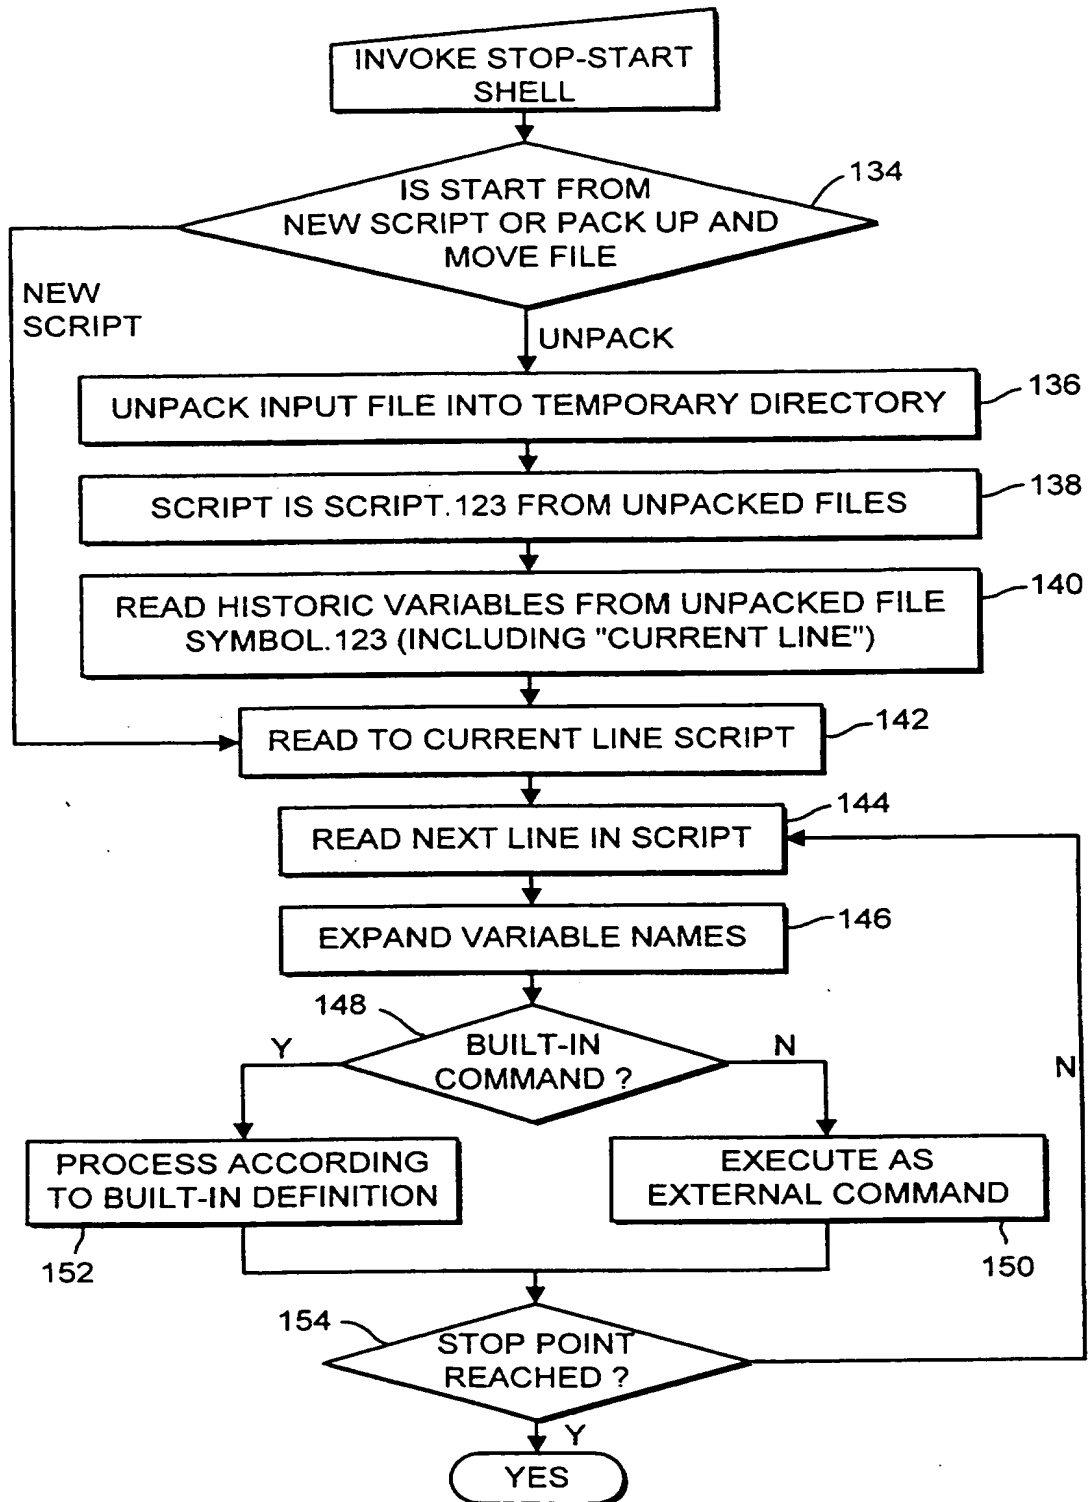 INVOKE STOP-START
SHELL
134
IS START FROM
NEW SCRIPT OR PACK UP AND
MOVE FILE
NEW
SCRIPT
UNPACK
136
UNPACK INPUT FILE INTO TEMPORARY DIRECTORY
138
SCRIPT IS SCRIPT.123 FROM UNPACKED FILES
140
READ HISTORIC VARIABLES FROM UNPACKED FILE
SYMBOL.123 (INCLUDING "CURRENT LINE")
142
READ TO CURRENT LINE SCRIPT
144
READ NEXT LINE IN SCRIPT
146
EXPAND VARIABLE NAMES
148
Y
BUILT-IN
COMMAND ?
N
N
PROCESS ACCORDING
TO BUILT-IN DEFINITION
152
EXECUTE AS
EXTERNAL COMMAND
150
154
STOP POINT
REACHED ?
Y
YES